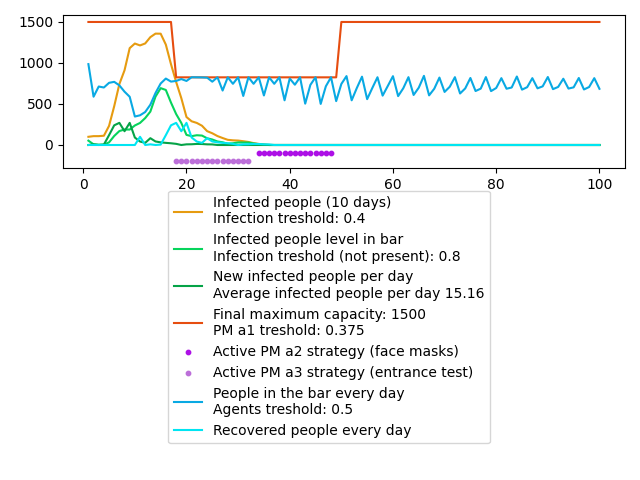 1500
1000
500
0
0 20 40 60 80 100
Infected people (10 days)
Infection treshold: 0.4
Infected people level in bar
Infection treshold (not present): 0.8
New infected people per day
Average infected people per day 15.16
Final maximum capacity: 1500
PM a1 treshold: 0.375
Active PM a2 strategy (face masks)
Active PM a3 strategy (entrance test)
People in the bar every day
Agents treshold: 0.5
Recovered people every day